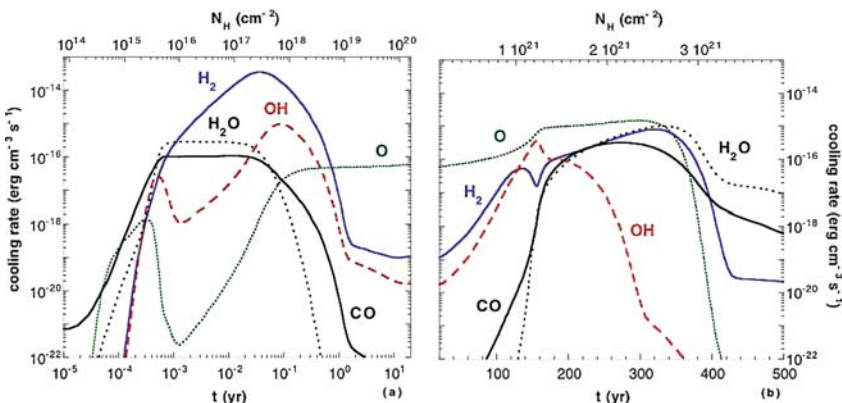 N_H (cm^-2)
10^14 10^15 10^16 10^17 10^18 10^19 10^20
N_H (cm^-2)
1 10^21 2 10^21 3 10^21
cooling rate (erg cm^-3 s^-1)
10^-14
10^-16
10^-18
10^-20
10^-22
H_2
H_2O
OH
O
CO
10^-5 10^-4 10^-3 10^-2 10^-1 10^0 10^1
t (yr)
(a)
O
H_2
H_2O
OH
CO
10^-14
10^-16
10^-18
10^-20
10^-22
cooling rate (erg cm^-3 s^-1)
100 200 300 400 500
t (yr)
(b)